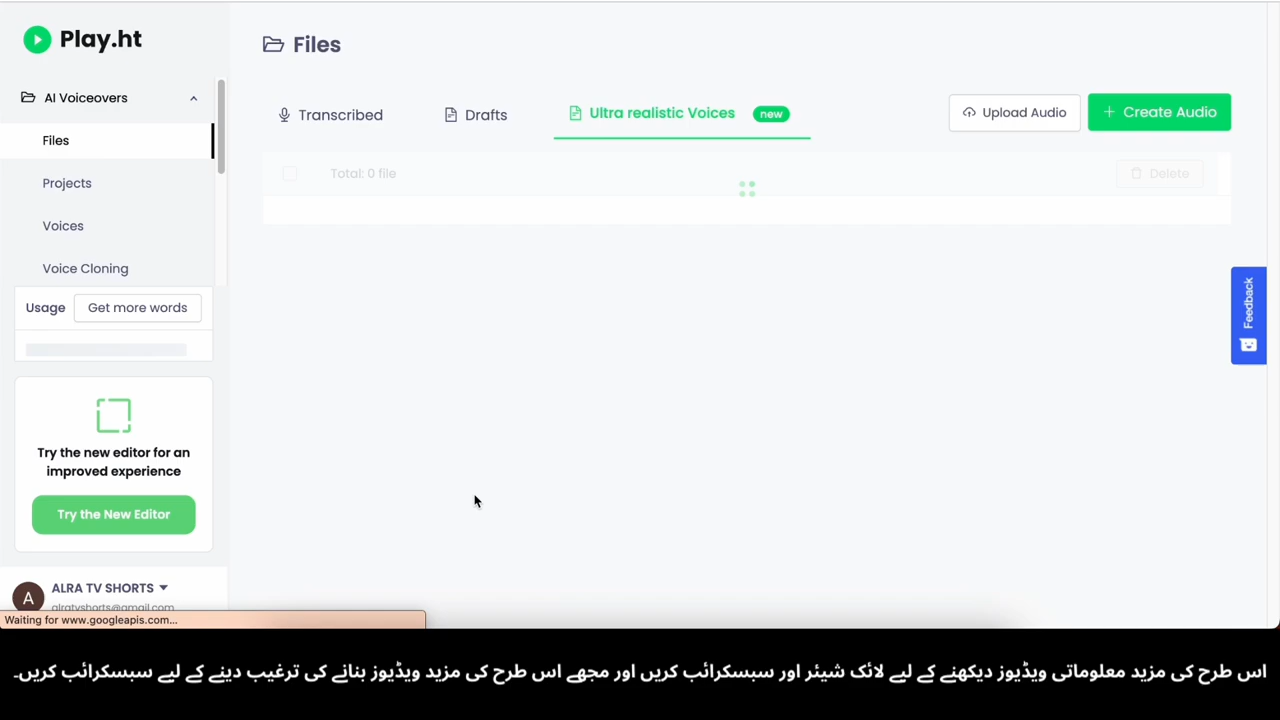 Play.ht
Files
AI Voiceovers
Files
Projects
Voices
Voice Cloning
Usage
Get more words
Try the new editor for an
improved experience
Try the New Editor
A
ALRA TV SHORTS
alratvshorts@gmail.com
Waiting for www.googleapis.com...
Transcribed
Drafts
Ultra realistic Voices
new
Upload Audio
+ Create Audio
Total: 0 file
Delete
Feedback
اس طرح کی مزید معلوماتی ویڈیوز دیکھنے کے لیے لائک شیئر اور سبسکرائب کریں اور مجھے اس طرح کی مزید ویڈیوز بنانے کی ترغیب دینے کے لیے سبسکرائب کریں۔